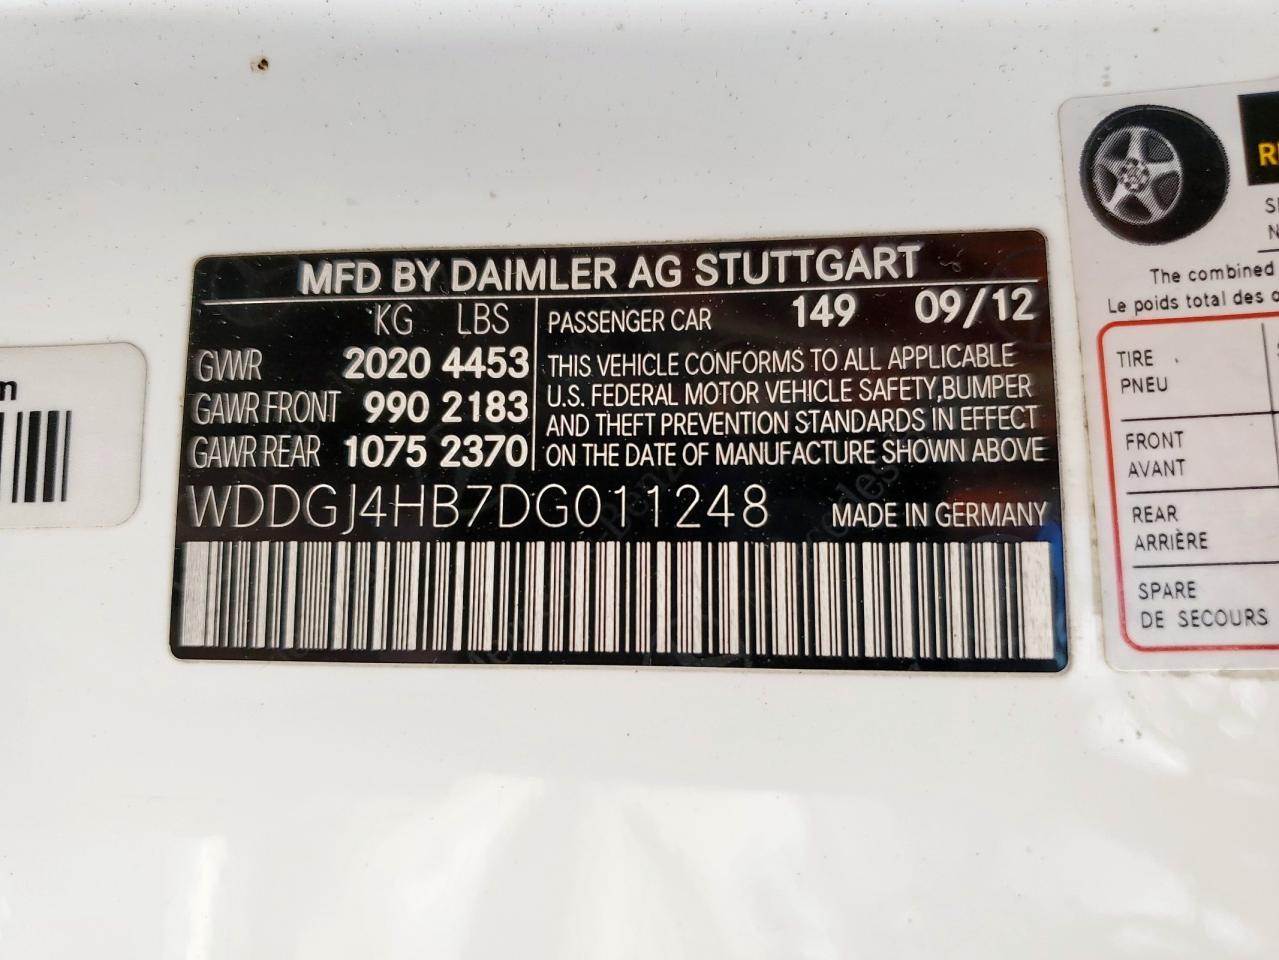 MFD BY DAIMLER AG STUTTGART
KG LBS
GVWR 2020 4453
GAWR FRONT 990 2183
GAWR REAR 1075 2370
PASSENGER CAR 149 09/12
THIS VEHICLE CONFORMS TO ALL APPLICABLE
U.S. FEDERAL MOTOR VEHICLE SAFETY,BUMPER
AND THEFT PREVENTION STANDARDS IN EFFECT
ON THE DATE OF MANUFACTURE SHOWN ABOVE
WDDGJ4HB7DG011248 MADE IN GERMANY
The combined
Le poids total des
TIRE
PNEU
FRONT
AVANT
REAR
ARRIÈRE
SPARE
DE SECOURS